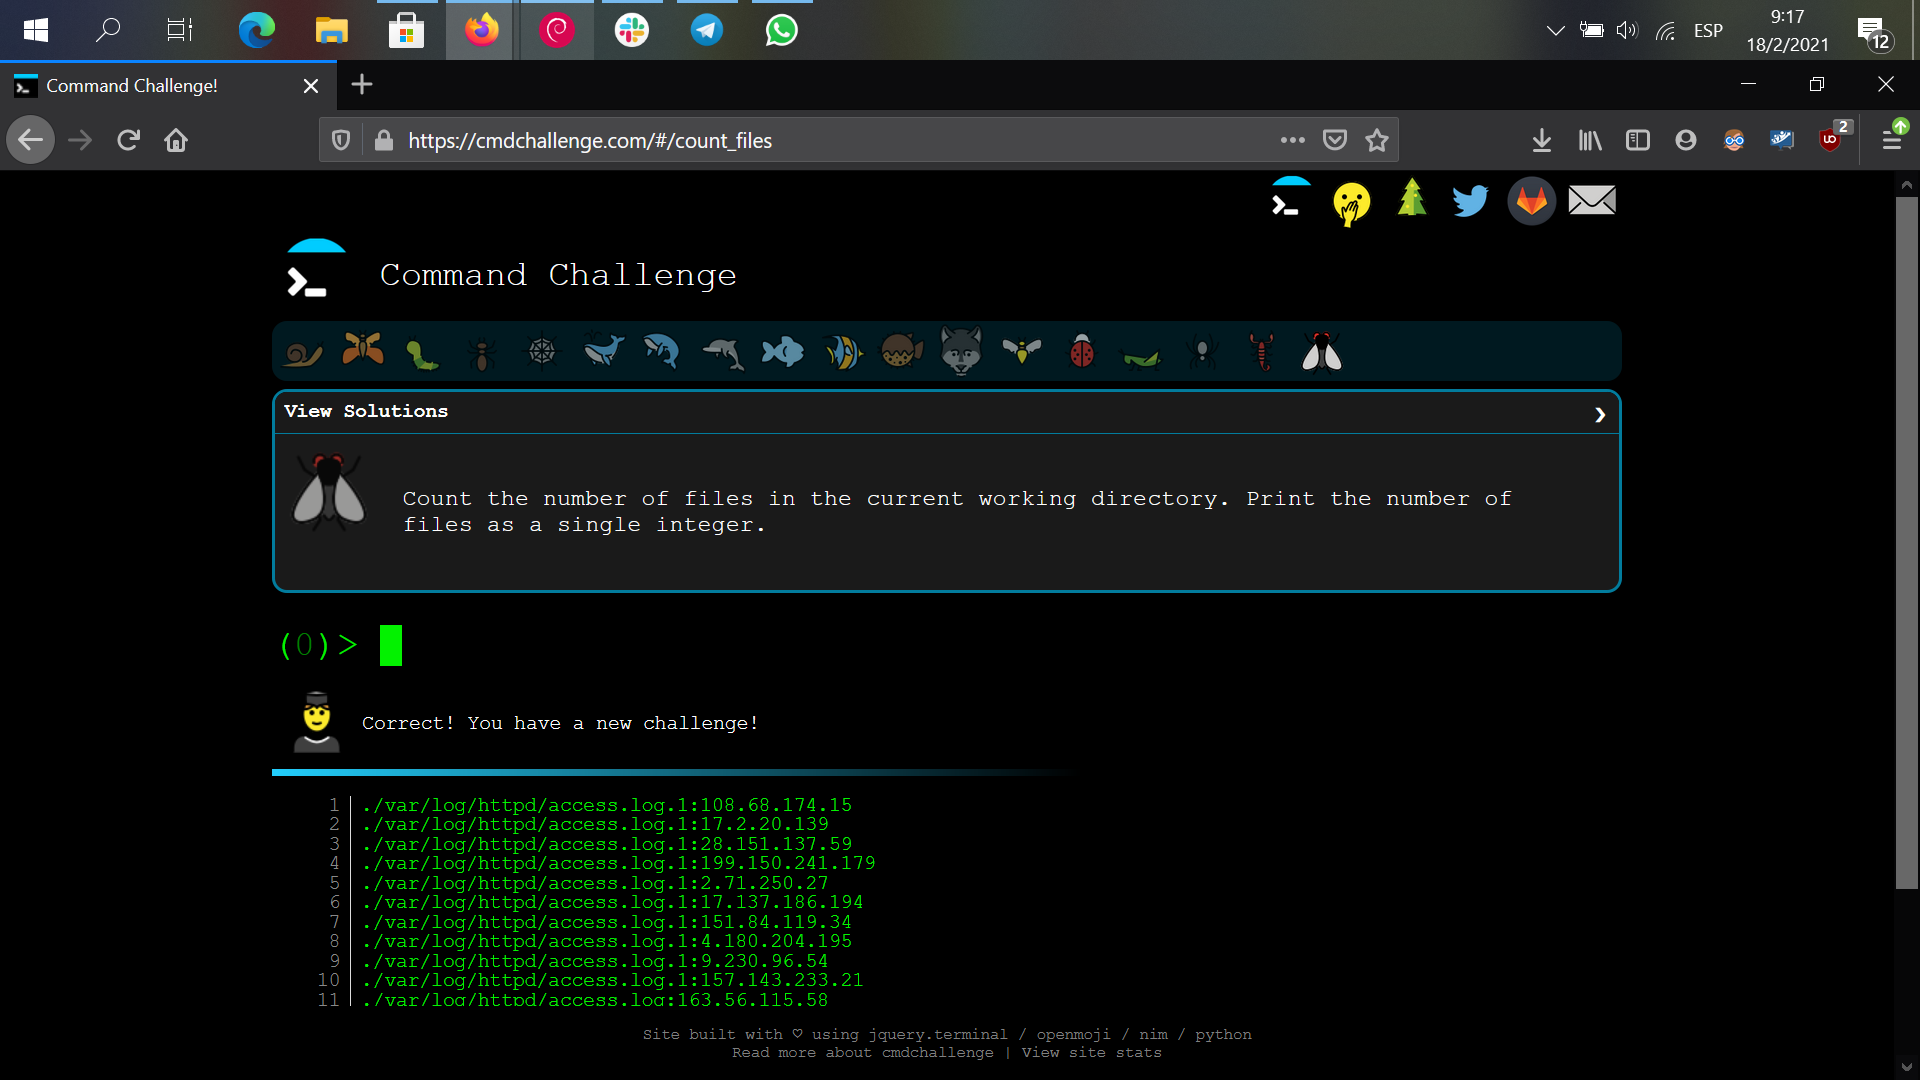 9:17
ESP
18/2/2021
12
Command Challenge!
https://cmdchallenge.com/#/count_files
2
Command Challenge
View Solutions
Count the number of files in the current working directory. Print the number of
files as a single integer.
(0)>
Correct! You have a new challenge!
1 ./var/log/httpd/access.log.1:108.68.174.15
2 ./var/log/httpd/access.log.1:17.2.20.139
3 ./var/log/httpd/access.log.1:28.151.137.59
4 ./var/log/httpd/access.log.1:199.150.241.179
5 ./var/log/httpd/access.log.1:2.71.250.27
6 ./var/log/httpd/access.log.1:17.137.186.194
7 ./var/log/httpd/access.log.1:151.84.119.34
8 ./var/log/httpd/access.log.1:4.180.204.195
9 ./var/log/httpd/access.log.1:9.230.96.54
10 ./var/log/httpd/access.log.1:157.143.233.21
11 ./var/log/httpd/access.log:163.56.115.58
Site built with ♡ using jquery.terminal / openmoji / nim / python
Read more about cmdchallenge | View site stats